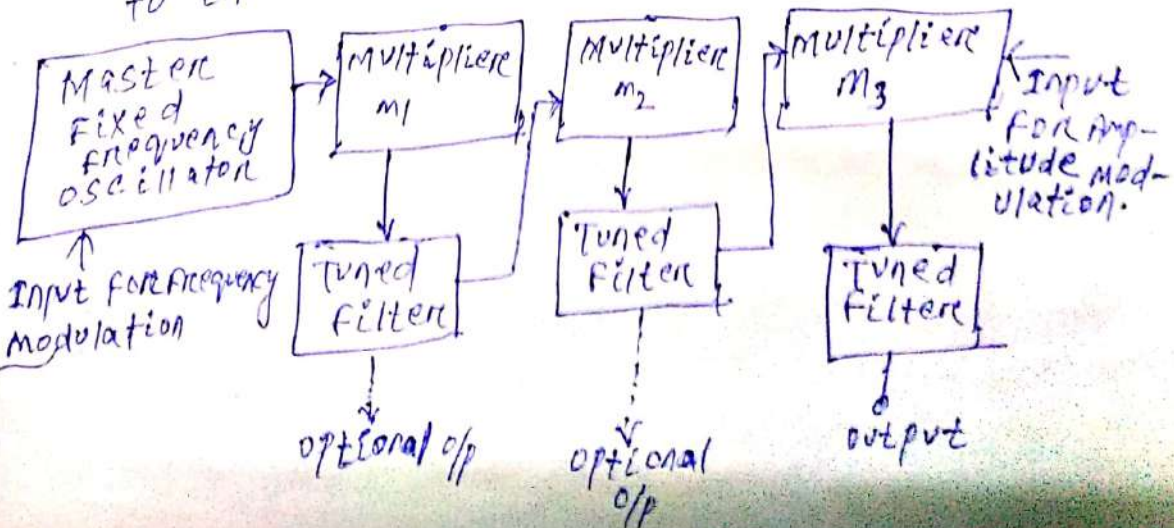 Master
Fixed
frequency
oscillator
Multiplier
m1
Multiplier
m2
Multiplier
M3
Input
For Amp-
litude mod-
ulation.
Input for frequency
modulation
Tuned
Filter
Tuned
Filter
Tuned
Filter
optional o/p
optional
o/p
output